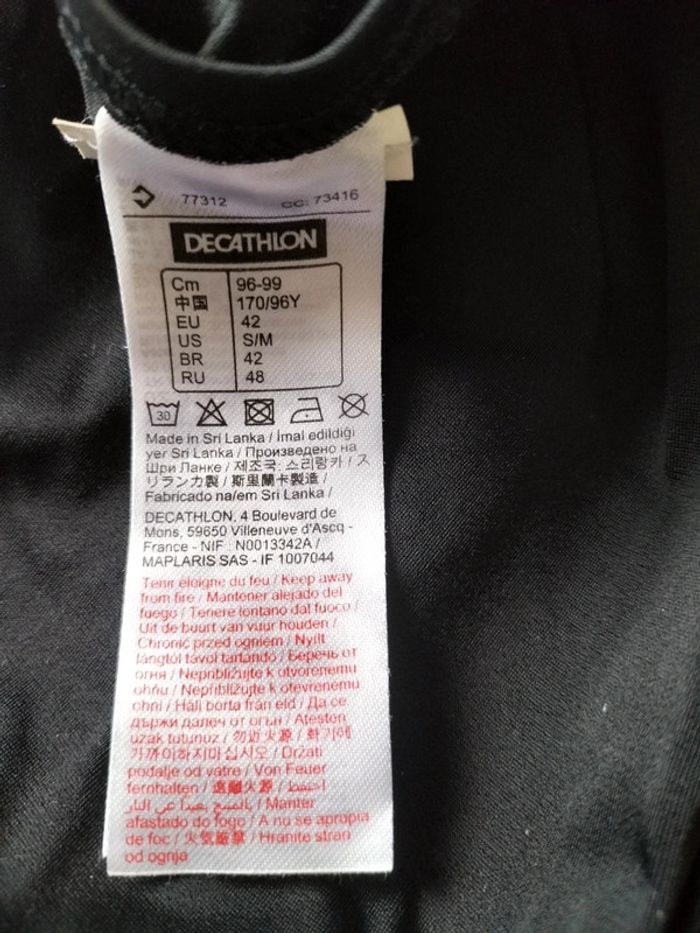 77312 CC: 73416
DECATHLON
Cm 96-99
中国 170/96Y
EU 42
US S/M
BR 42
RU 48
30
Made in Sri Lanka / İmal edildiği
yer Sri Lanka / Произведено на
Шри Ланке / 제조국: 스리랑카 / ス
リランカ製 / 斯里蘭卡製造 /
Fabricado na/em Sri Lanka /
DECATHLON, 4 Boulevard de
Mons, 59650 Villeneuve d'Ascq -
France - NIF : N0013342A /
MAPLARIS SAS - IF 1007044
Tenir éloigné du feu / Keep away
from fire / Mantener alejado del
fuego / Tenere lontano dal fuoco /
Uit de buurt van vuur houden /
Chronić przed ogniem / Nyílt
lángtól távol tartandó / Беречь от
огня / Nepribližujte k otvorenému
ohňu / Nepřibližujte k otevřenému
ohni / Håll borta från eld / Да се
държи далеч от огън / Ateşten
uzak tutunuz / 勿近火源 / 화기에
가까이하지마십시오 / Držati
podalje od vatre / Von Feuer
fernhalten / 遠離火源 / احتفظ
بالمنتج بعيدا عن النار / Manter
afastado do fogo / A nu se apropia
de foc / 火気厳禁 / Hranite stran
od ognja